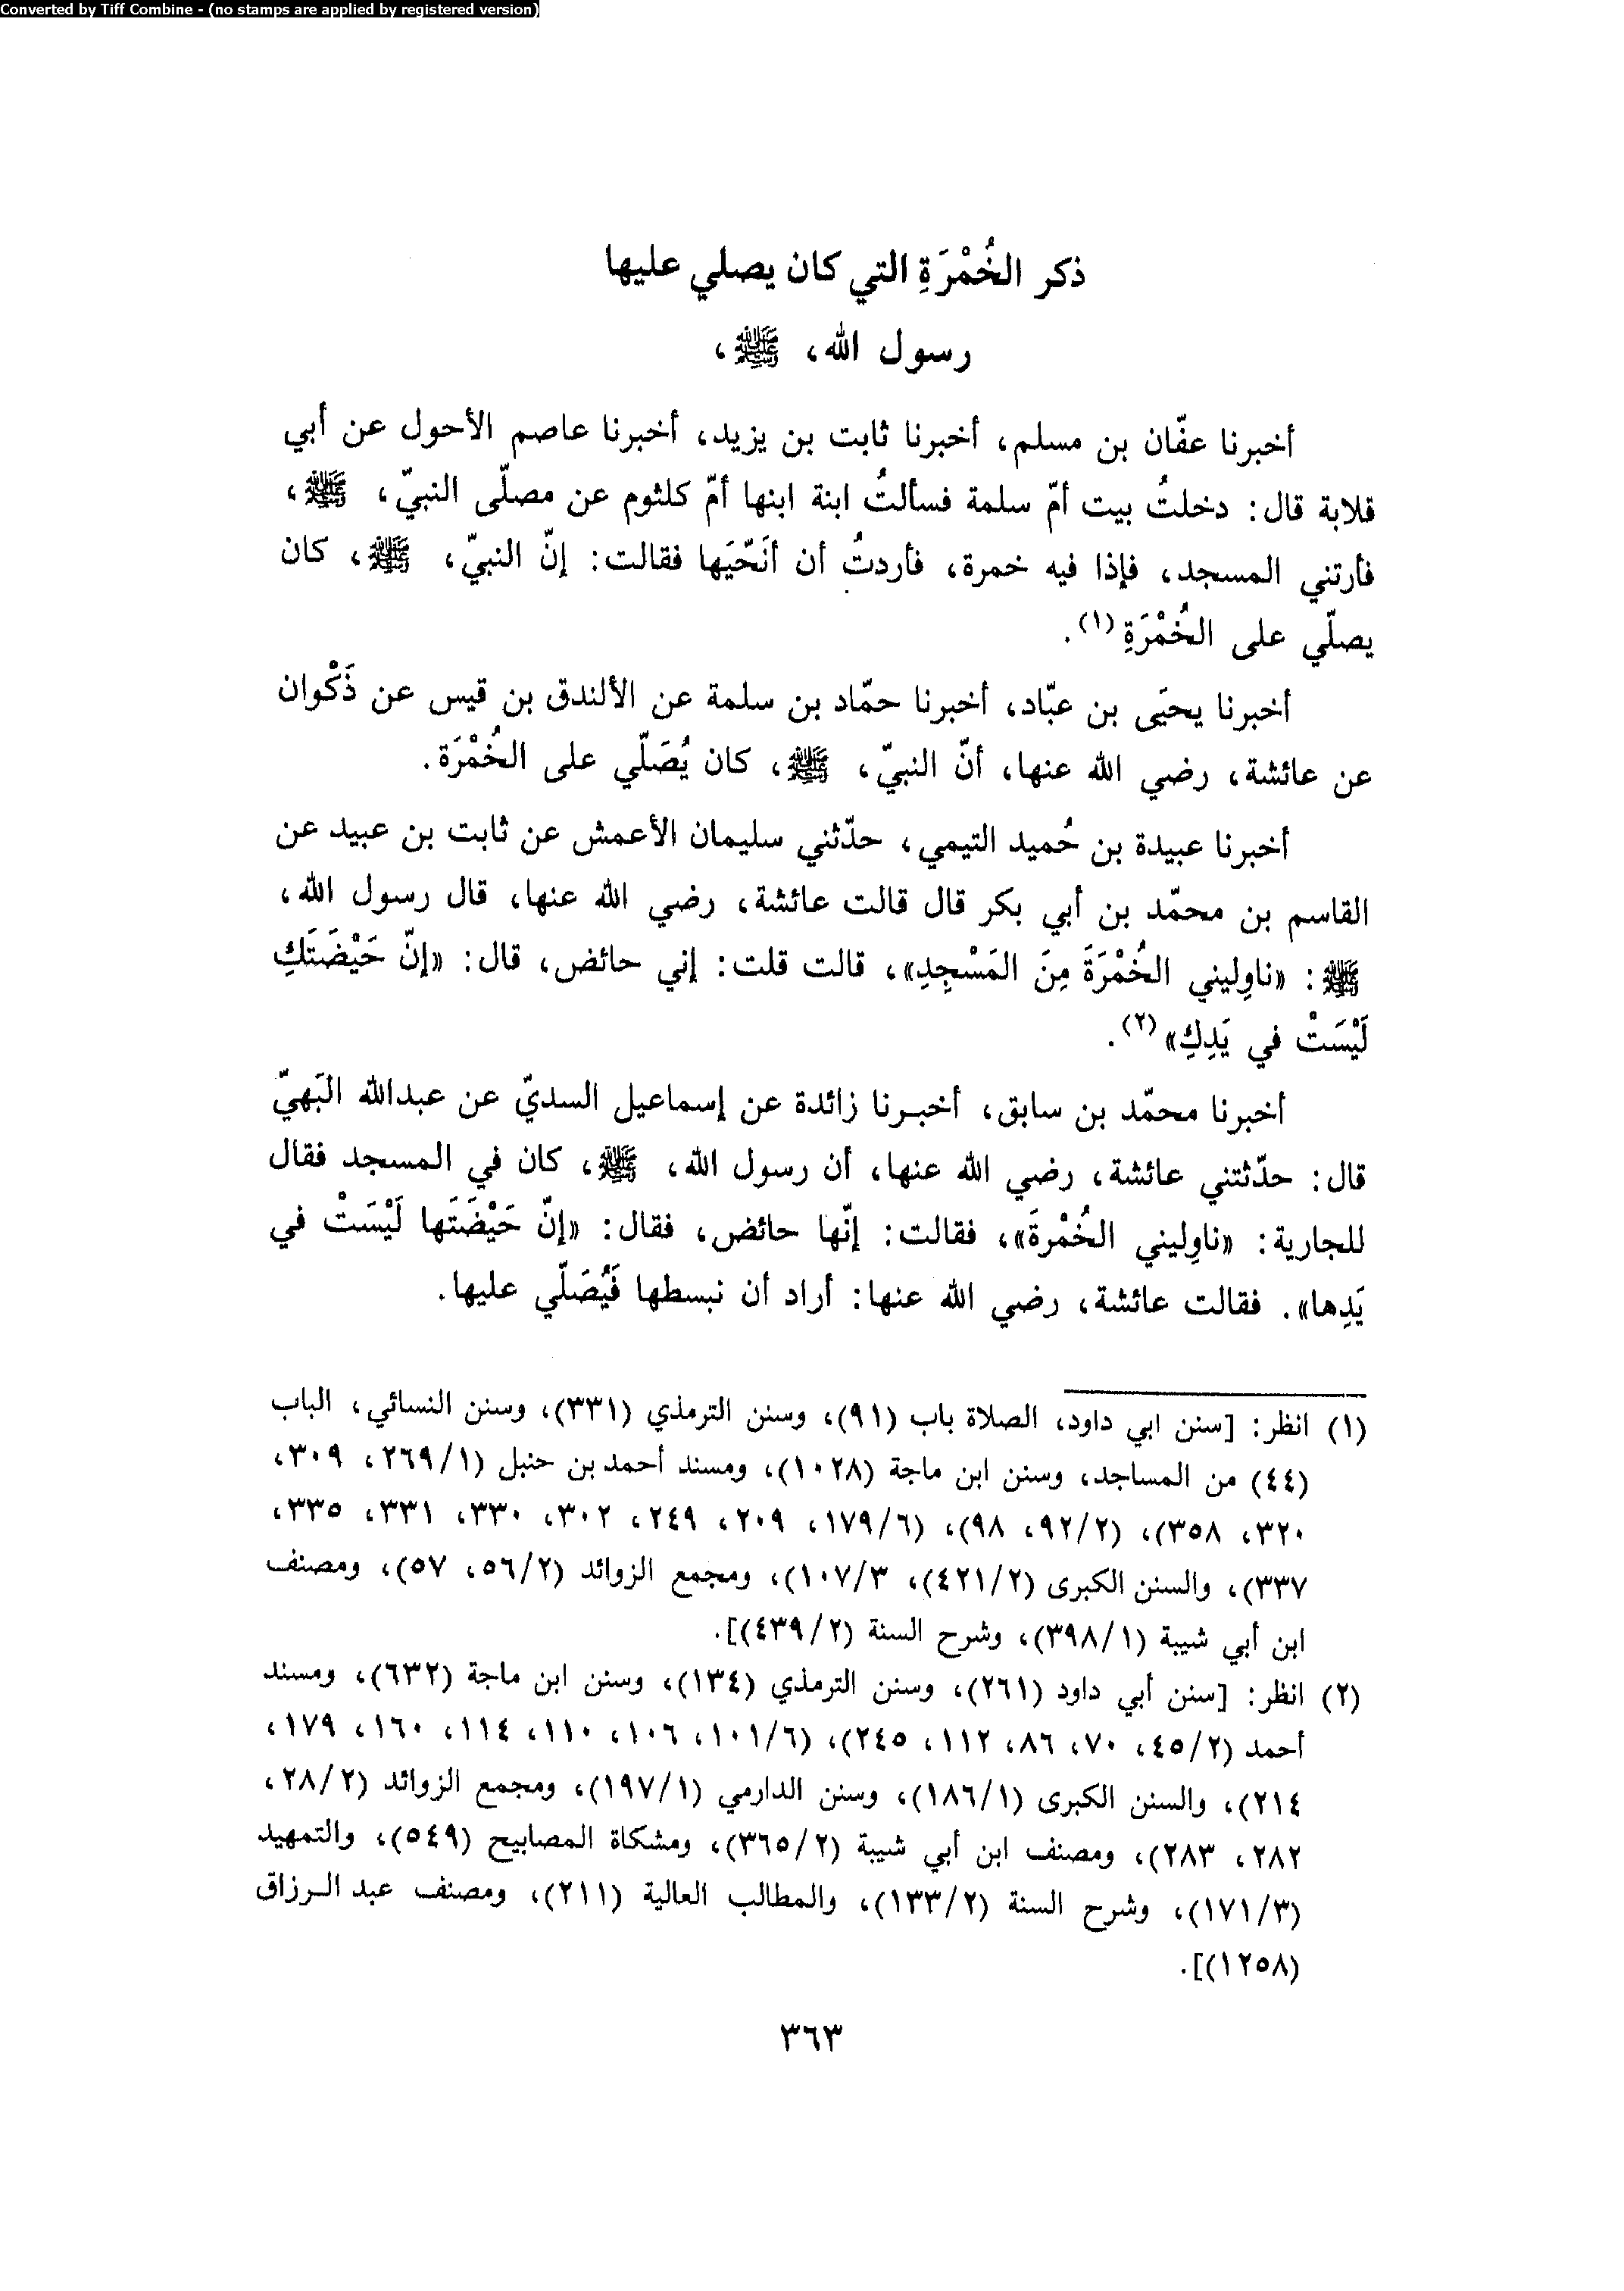 Converted by Tiff Combine - (no stamps are applied by registered version)
ذكر الخُمْرَةِ التي كان يصلي عليها
رسول الله، ﷺ،
أخبرنا عفّان بن مسلم، أخبرنا ثابت بن يزيد، أخبرنا عاصم الأحول عن أبي
قلابة قال: دخلتُ بيت أمّ سلمة فسألتُ ابنة ابنها أمّ كلثوم عن مصلّى النبيّ، ﷺ،
فأرتني المسجد، فإذا فيه خمرة، فأردتُ أن أنَحّيَها فقالت: إنّ النبيّ، ﷺ، كان
يصلّي على الخُمْرَةِ(١).
أخبرنا يحيَى بن عبّاد، أخبرنا حمّاد بن سلمة عن الألندق بن قيس عن ذَكْوان
عن عائشة، رضي الله عنها، أنّ النبيّ، ﷺ، كان يُصَلّي على الخُمْرَة.
أخبرنا عبيدة بن حُميد التيمي، حدّثني سليمان الأعمش عن ثابت بن عبيد عن
القاسم بن محمّد بن أبي بكر قال قالت عائشة، رضي الله عنها، قال رسول الله،
ﷺ: «ناوِليني الخُمْرَةَ مِنَ المَسْجِدِ»، قالت قلت: إني حائض، قال: «إنّ حَيْضَتَكِ
لَيْسَتْ في يَدِكِ»(٢).
أخبرنا محمّد بن سابق، أخبرنا زائدة عن إسماعيل السديّ عن عبدالله البَهيّ
قال: حدّثتني عائشة، رضي الله عنها، أن رسول الله، ﷺ، كان في المسجد فقال
للجارية: «ناوِليني الخُمْرةَ»، فقالت: إنّها حائض، فقال: «إنّ حَيْضَتَها لَيْسَتْ في
يَدِها». فقالت عائشة، رضي الله عنها: أراد أن نبسطها فَيُصَلّي عليها.
(١) انظر: [سنن ابي داود، الصلاة باب (٩١)، وسنن الترمذي (٣٣١)، وسنن النسائي، الباب
(٤٤) من المساجد، وسنن ابن ماجة (١٠٢٨)، ومسند أحمد بن حنبل (٢٦٩/١، ٣٠٩،
٣٢٠، ٣٥٨)، (٩٢/٢، ٩٨)، (١٧٩/٦، ٢٠٩، ٢٤٩، ٣٠٢، ٣٣٠، ٣٣١، ٣٣٥،
٣٣٧)، والسنن الكبرى (٤٢١/٢)، ١٠٧/٣)، ومجمع الزوائد (٥٦/٢، ٥٧)، ومصنف
ابن أبي شيبة (٣٩٨/١)، وشرح السنة (٤٣٩/٢)].
(٢) انظر: [سنن أبي داود (٢٦١)، وسنن الترمذي (١٣٤)، وسنن ابن ماجة (٦٣٢)، ومسند
أحمد (٤٥/٢، ٧٠، ٨٦، ١١٢، ٢٤٥)، (١٠١/٦، ١٠٦، ١١٠، ١١٤، ١٦٠، ١٧٩،
٢١٤)، والسنن الكبرى (١٨٦/١)، وسنن الدارمي (١٩٧/١)، ومجمع الزوائد (٢٨/٢،
٢٨٢، ٢٨٣)، ومصنف ابن أبي شيبة (٣٦٥/٢)، ومشكاة المصابيح (٥٤٩)، والتمهيد
(١٧١/٣)، وشرح السنة (١٣٣/٢)، والمطالب العالية (٢١١)، ومصنف عبد الرزاق
(١٢٥٨)].
٣٦٣